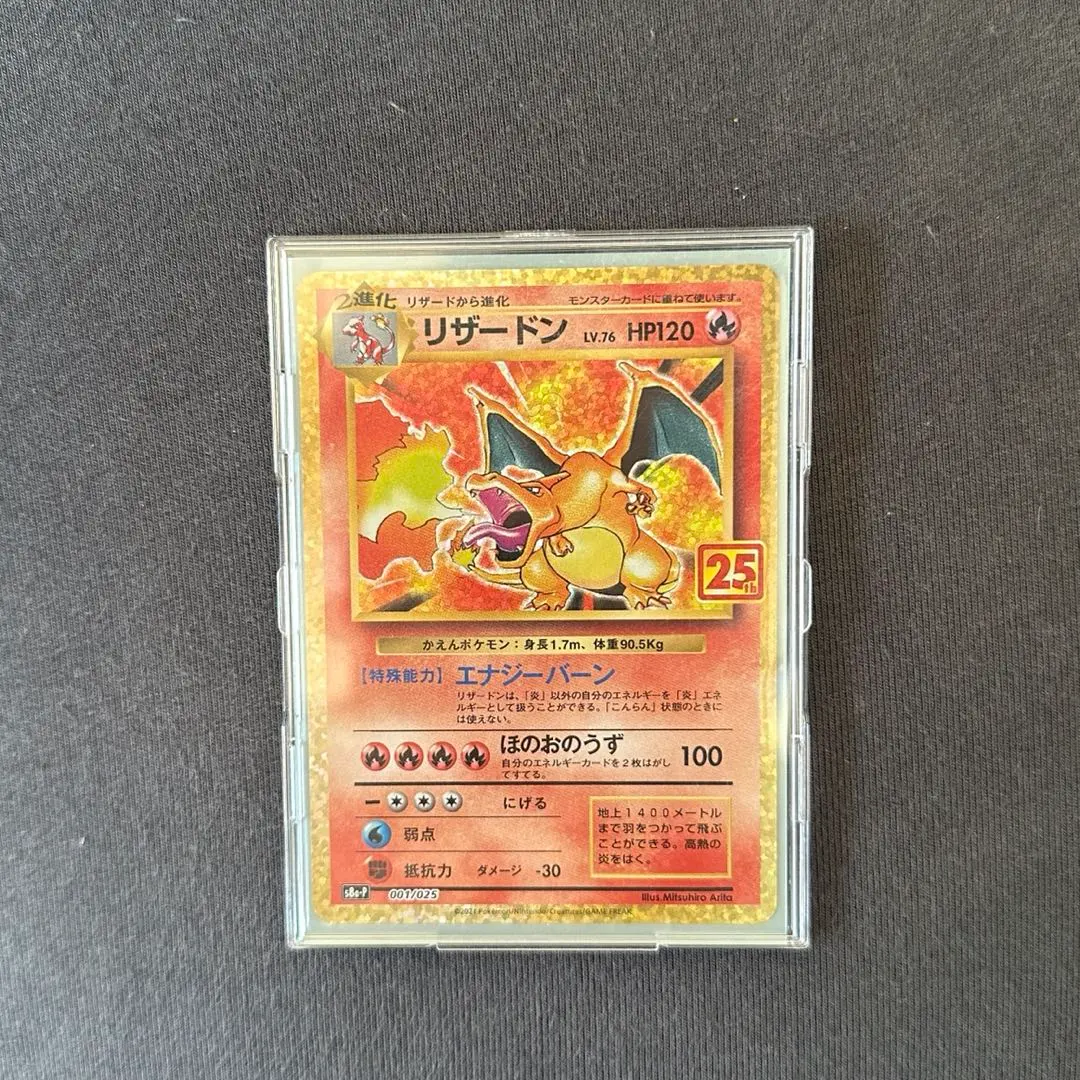 2進化 リザードから進化 モンスターカードに重ねて使います。
リザードン LV.76 HP120
25th
かえんポケモン：身長1.7m、体重90.5Kg
【特殊能力】 エナジーバーン
リザードンは、「炎」以外の自分のエネルギーを「炎」エネ
ルギーとして扱うことができる。「こんらん」状態のときに
は使えない。
ほのおのうず 100
自分のエネルギーカードを2枚はがし
てすてる。
ー にげる
弱点
抵抗力 ダメージ -30
地上1400メートル
まで羽をつかって飛ぶ
ことができる。高熱の
炎をはく。
s8a-P 001/025 Illus.Mitsuhiro Arita
©2021 Pokémon/Nintendo/Creatures/GAME FREAK